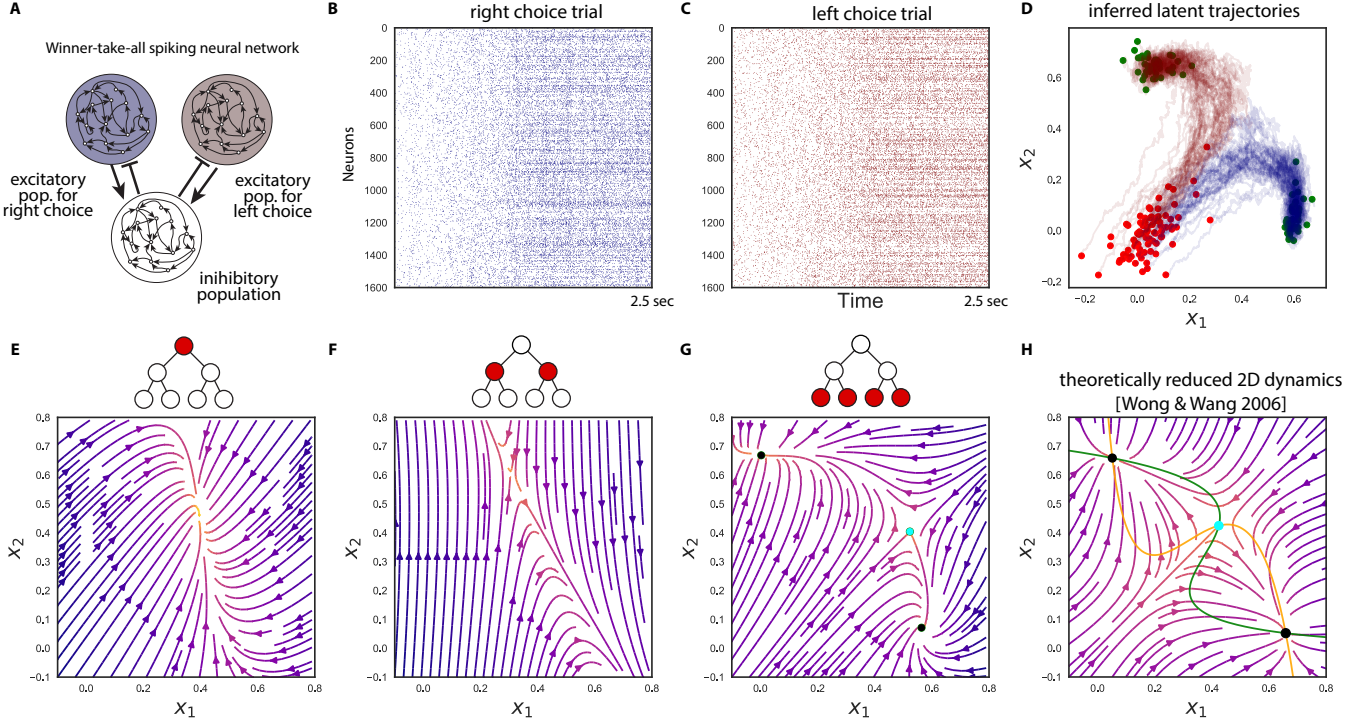 A
Winner-take-all spiking neural network
excitatory
pop. for
right choice
excitatory
pop. for
left choice
inihibitory
population
B
right choice trial
Neurons
0
200
400
600
800
1000
1200
1400
1600
2.5 sec
C
left choice trial
0
200
400
600
800
1000
1200
1400
1600
Time
2.5 sec
D
inferred latent trajectories
x2
0.6
0.4
0.2
0.0
−0.2
−0.2
0.0
0.2
0.4
0.6
x1
E
x2
0.8
0.7
0.6
0.5
0.4
0.3
0.2
0.1
0.0
−0.1
0.0
0.2
0.4
0.6
0.8
x1
F
x2
0.8
0.7
0.6
0.5
0.4
0.3
0.2
0.1
0.0
−0.1
0.0
0.2
0.4
0.6
0.8
x1
G
x2
0.8
0.7
0.6
0.5
0.4
0.3
0.2
0.1
0.0
−0.1
0.0
0.2
0.4
0.6
0.8
x1
H
theoretically reduced 2D dynamics
[Wong & Wang 2006]
x2
0.8
0.7
0.6
0.5
0.4
0.3
0.2
0.1
0.0
−0.1
0.0
0.2
0.4
0.6
0.8
x1